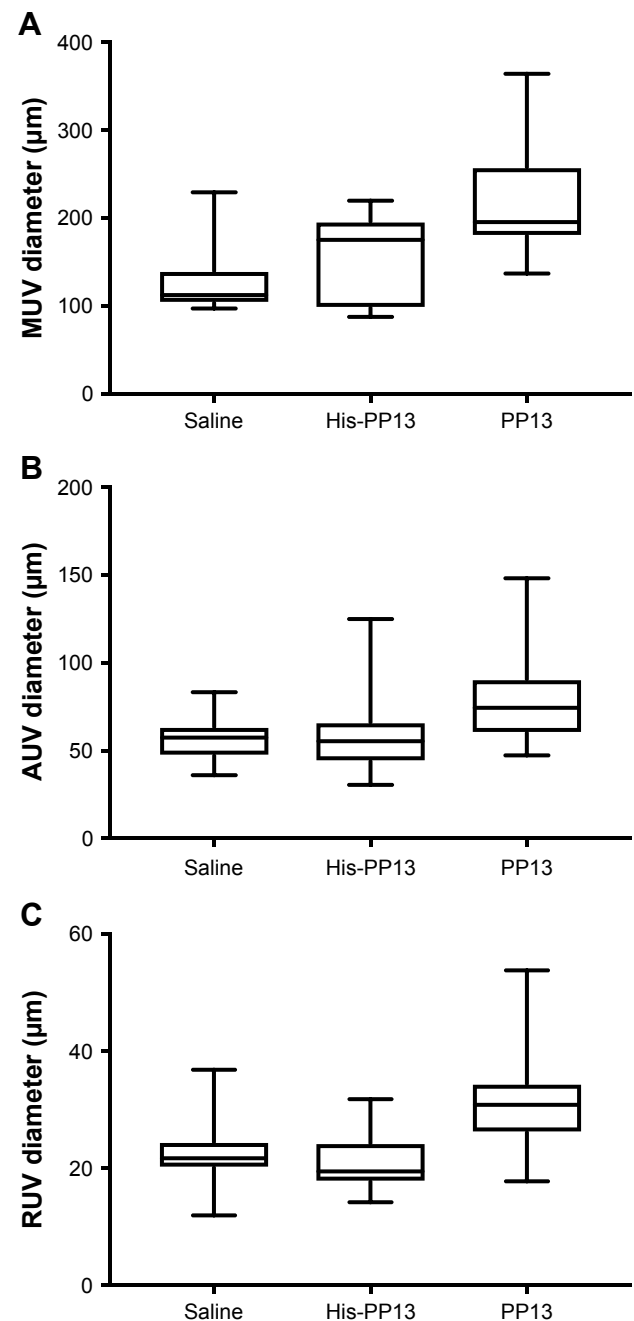 A
MUV diameter (µm)
400
300
200
100
0
Saline His-PP13 PP13
B
AUV diameter (µm)
200
150
100
50
0
Saline His-PP13 PP13
C
RUV diameter (µm)
60
40
20
0
Saline His-PP13 PP13